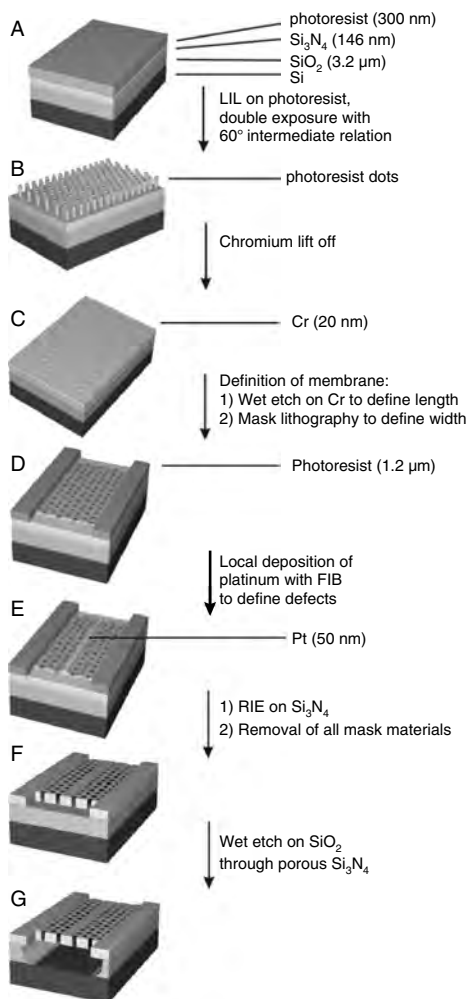 A
photoresist (300 nm)
Si₃N₄ (146 nm)
SiO₂ (3.2 µm)
Si
LIL on photoresist,
double exposure with
60° intermediate relation
B
photoresist dots
Chromium lift off
C
Cr (20 nm)
Definition of membrane:
1) Wet etch on Cr to define length
2) Mask lithography to define width
D
Photoresist (1.2 µm)
Local deposition of
platinum with FIB
to define defects
E
Pt (50 nm)
1) RIE on Si₃N₄
2) Removal of all mask materials
F
Wet etch on SiO₂
through porous Si₃N₄
G